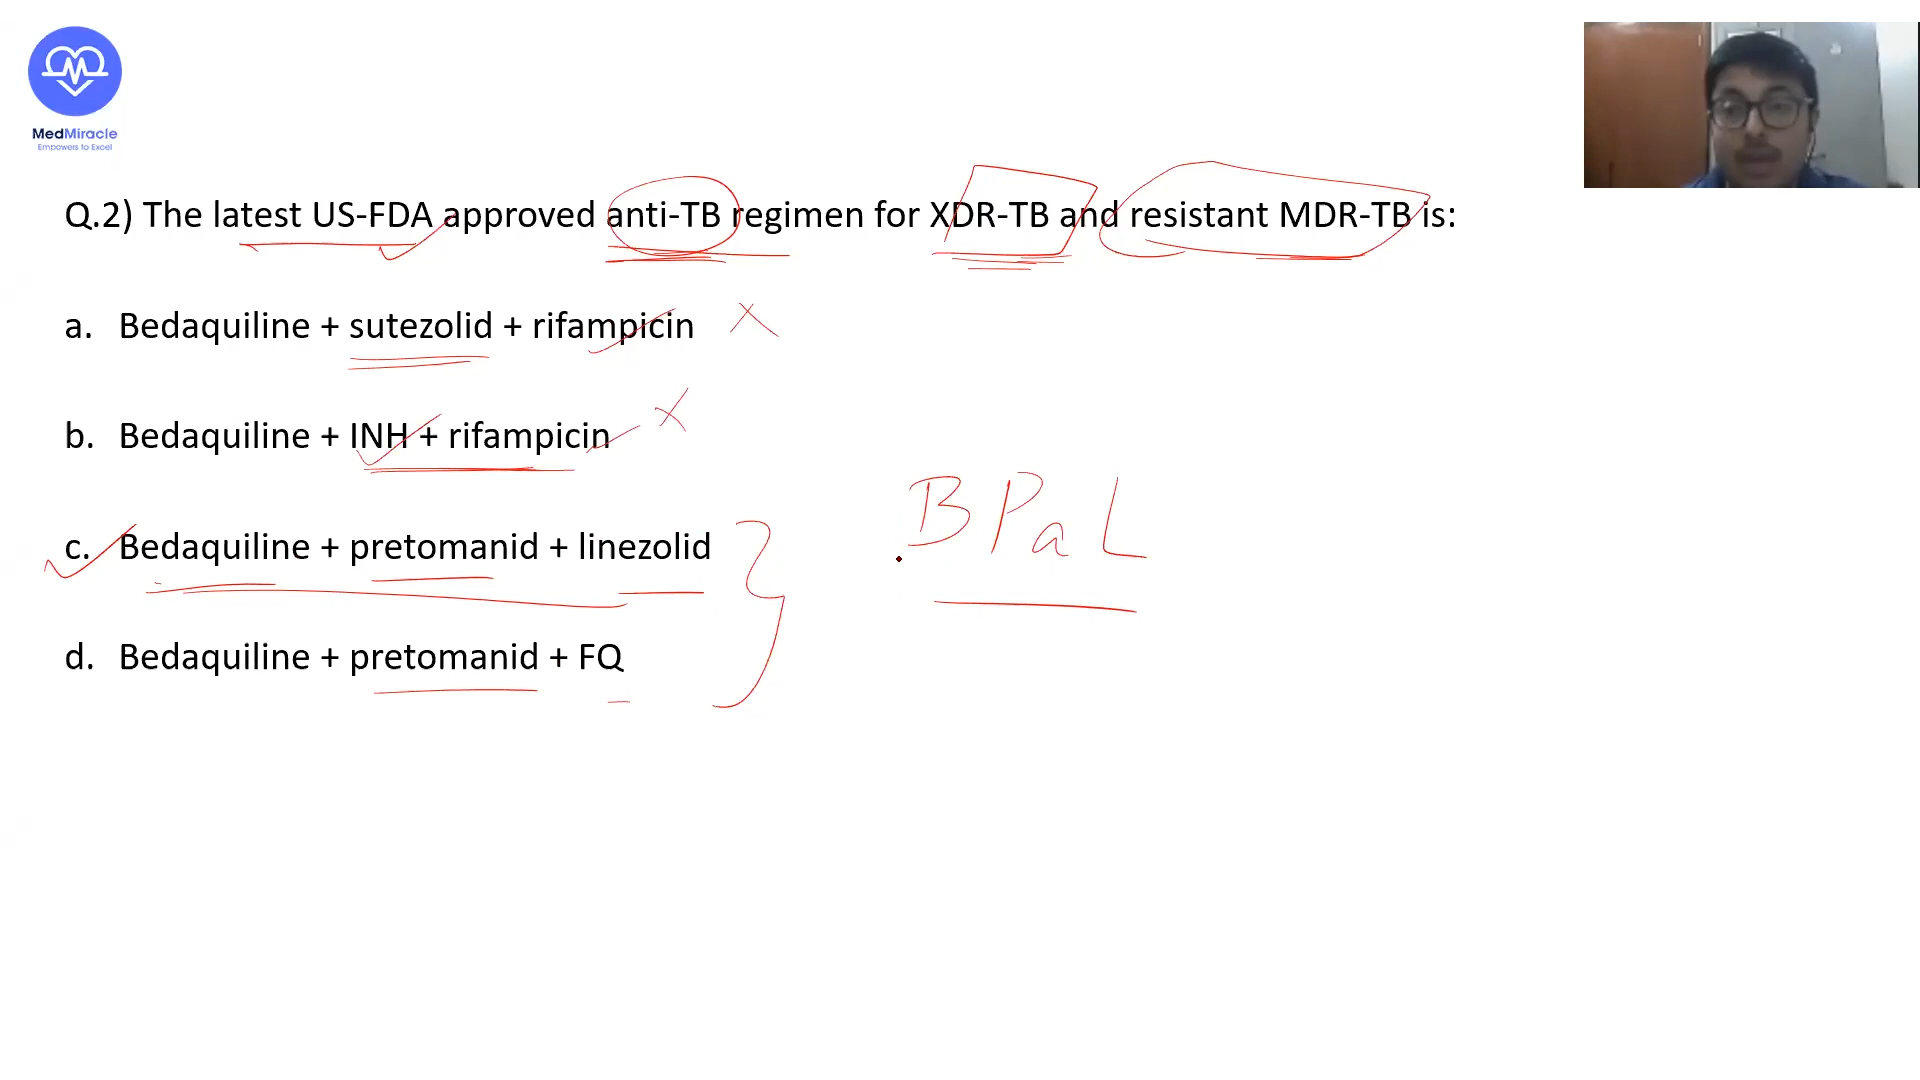 MedMiracle
Empowers to Excel
Q.2) The latest US-FDA approved anti-TB regimen for XDR-TB and resistant MDR-TB is:
a. Bedaquiline + sutezolid + rifampicin
b. Bedaquiline + INH + rifampicin
c. Bedaquiline + pretomanid + linezolid
d. Bedaquiline + pretomanid + FQ
BPaL